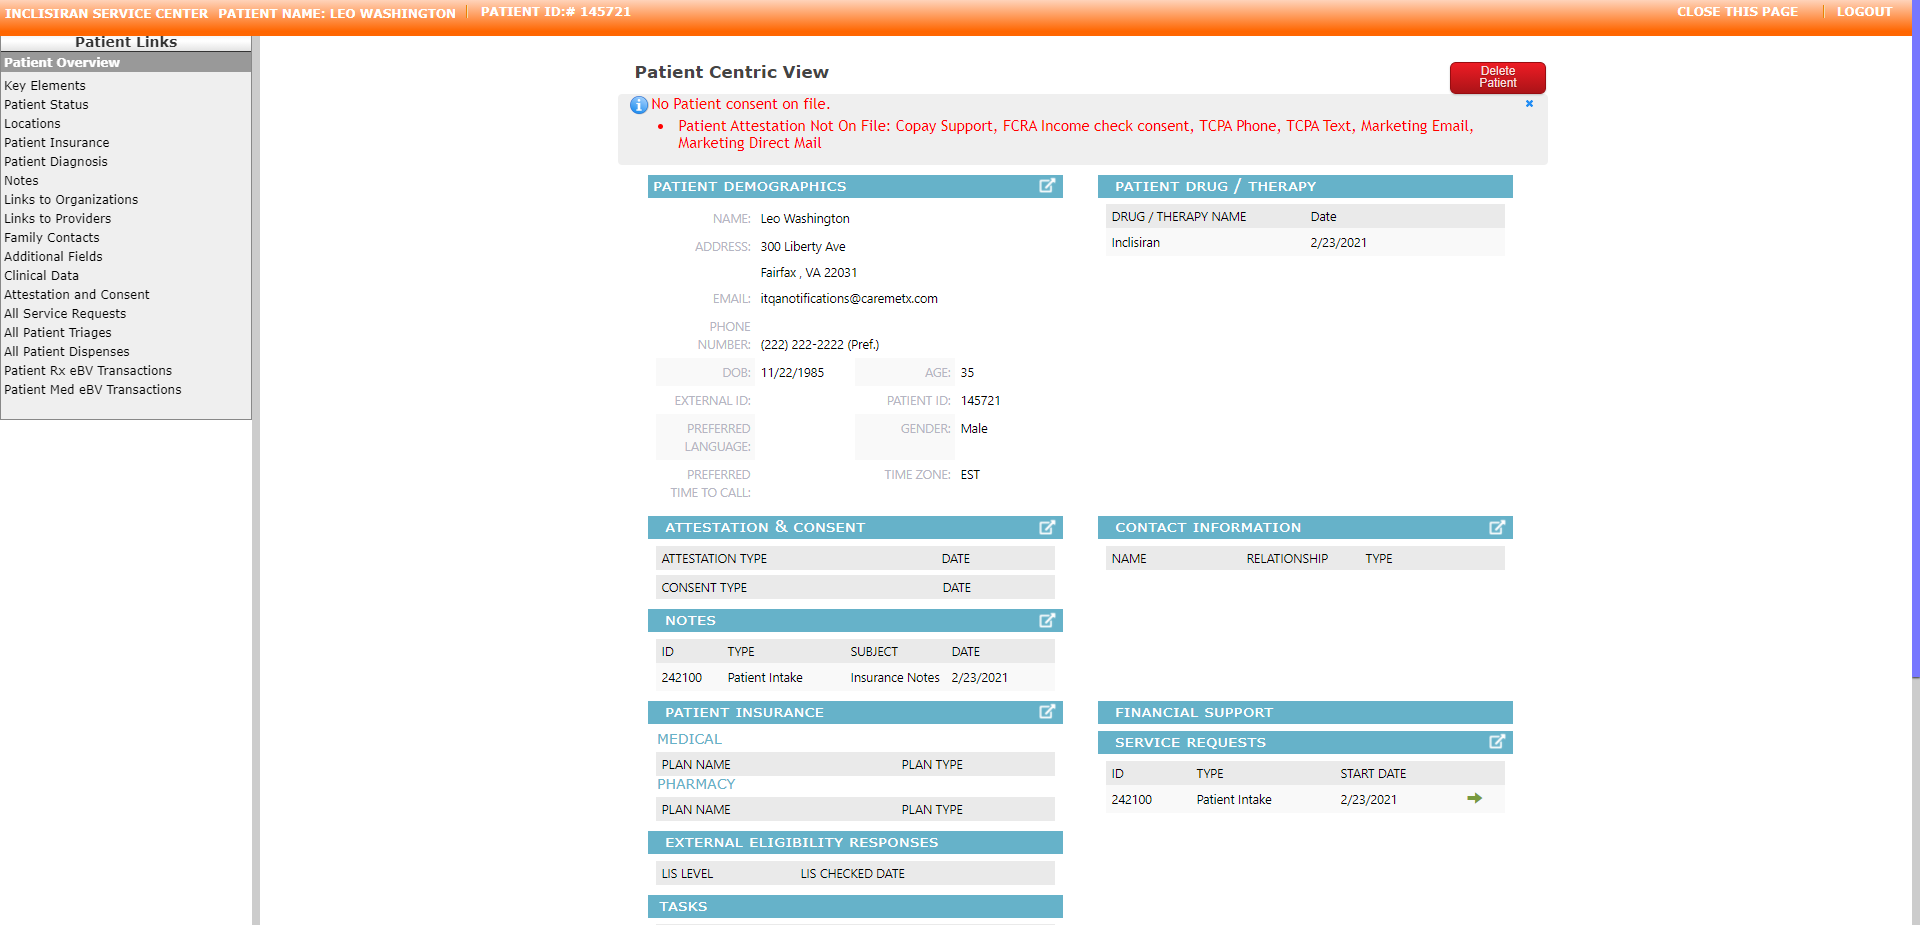 INCLISIRAN SERVICE CENTER PATIENT NAME: LEO WASHINGTON PATIENT ID:# 145721 CLOSE THIS PAGE LOGOUT
Patient Links
Patient Overview
Key Elements
Patient Status
Locations
Patient Insurance
Patient Diagnosis
Notes
Links to Organizations
Links to Providers
Family Contacts
Additional Fields
Clinical Data
Attestation and Consent
All Service Requests
All Patient Triages
All Patient Dispenses
Patient Rx eBV Transactions
Patient Med eBV Transactions
Patient Centric View
Delete
Patient
No Patient consent on file.
• Patient Attestation Not On File: Copay Support, FCRA Income check consent, TCPA Phone, TCPA Text, Marketing Email,
Marketing Direct Mail
PATIENT DEMOGRAPHICS
NAME: Leo Washington
ADDRESS: 300 Liberty Ave
Fairfax , VA 22031
EMAIL: itqanotifications@caremetx.com
PHONE
NUMBER: (222) 222-2222 (Pref.)
DOB: 11/22/1985 AGE: 35
EXTERNAL ID: PATIENT ID: 145721
PREFERRED GENDER: Male
LANGUAGE:
PREFERRED TIME ZONE: EST
TIME TO CALL:
PATIENT DRUG / THERAPY
DRUG / THERAPY NAME Date
Inclisiran 2/23/2021
ATTESTATION & CONSENT
ATTESTATION TYPE DATE
CONSENT TYPE DATE
CONTACT INFORMATION
NAME RELATIONSHIP TYPE
NOTES
ID TYPE SUBJECT DATE
242100 Patient Intake Insurance Notes 2/23/2021
PATIENT INSURANCE
MEDICAL
PLAN NAME PLAN TYPE
PHARMACY
PLAN NAME PLAN TYPE
FINANCIAL SUPPORT
SERVICE REQUESTS
ID TYPE START DATE
242100 Patient Intake 2/23/2021
EXTERNAL ELIGIBILITY RESPONSES
LIS LEVEL LIS CHECKED DATE
TASKS